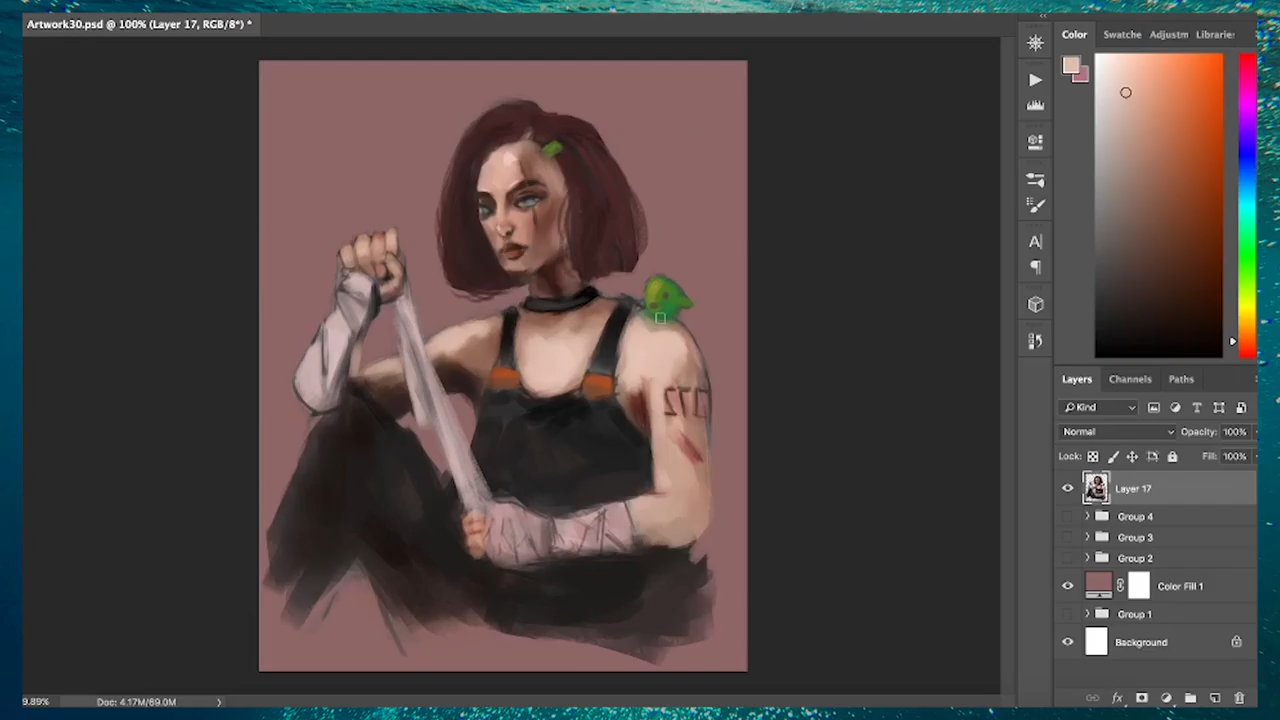 Artwork30.psd @ 100% (Layer 17, RGB/8*) *
Color
Swatche
Adjustm
Librarie:
Layers
Channels
Paths
Kind
Normal
Opacity: 100%
Lock:
Fill: 100%
Layer 17
Group 4
Group 3
Group 2
Color Fill 1
Group 1
Background
9.89%
Doc: 4.17M/69.0M